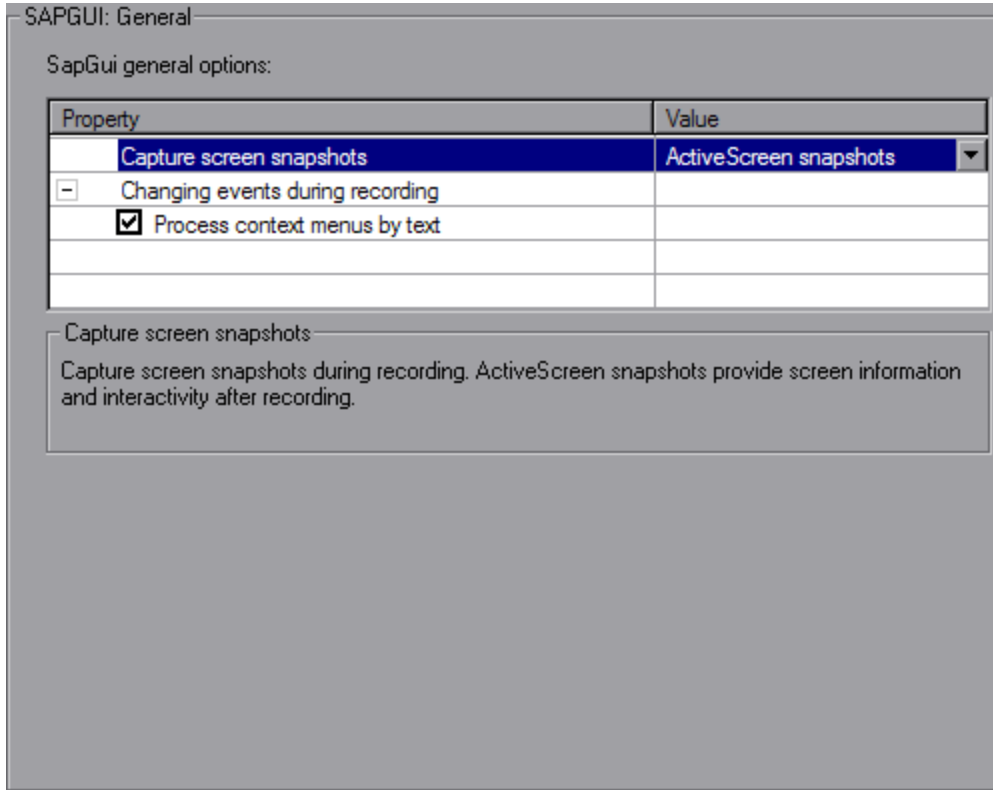 SAPGUI: General
SapGui general options:
Property Value
Capture screen snapshots ActiveScreen snapshots
Changing events during recording
Process context menus by text
Capture screen snapshots
Capture screen snapshots during recording. ActiveScreen snapshots provide screen information
and interactivity after recording.